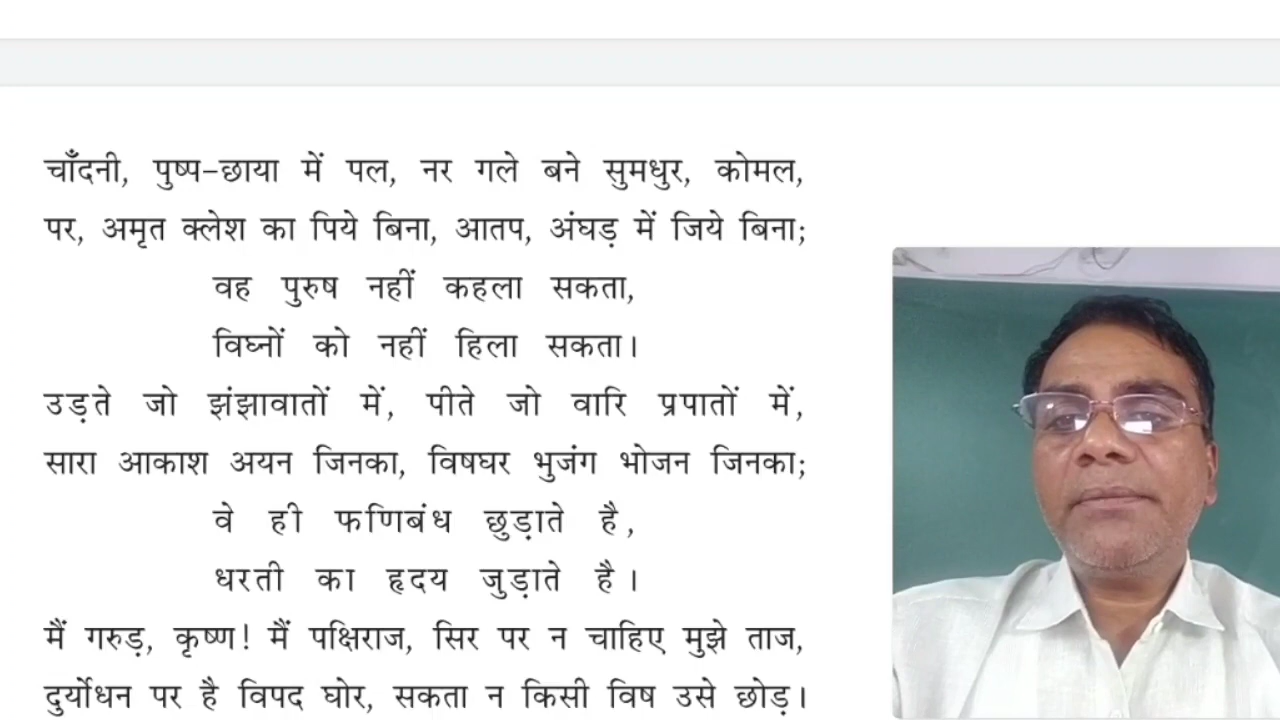 चाँदनी, पुष्प-छाया में पल, नर गले बने सुमधुर, कोमल,
पर, अमृत क्लेश का पिये बिना, आतप, अंघड़ में जिये बिना;
वह पुरुष नहीं कहला सकता,
विघ्नों को नहीं हिला सकता।
उड़ते जो झंझावातों में, पीते जो वारि प्रपातों में,
सारा आकाश अयन जिनका, विषघर भुजंग भोजन जिनका;
वे ही फणिबंध छुड़ाते है,
धरती का हृदय जुड़ाते है।
मैं गरुड़, कृष्ण! मैं पक्षिराज, सिर पर न चाहिए मुझे ताज,
दुर्योधन पर है विपद घोर, सकता न किसी विष उसे छोड़।